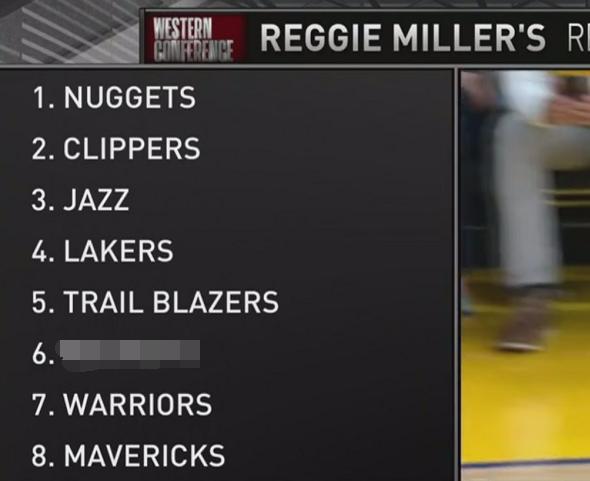 WESTERN
CONFERENCE
REGGIE MILLER'S
1. NUGGETS
2. CLIPPERS
3. JAZZ
4. LAKERS
5. TRAIL BLAZERS
6.
7. WARRIORS
8. MAVERICKS